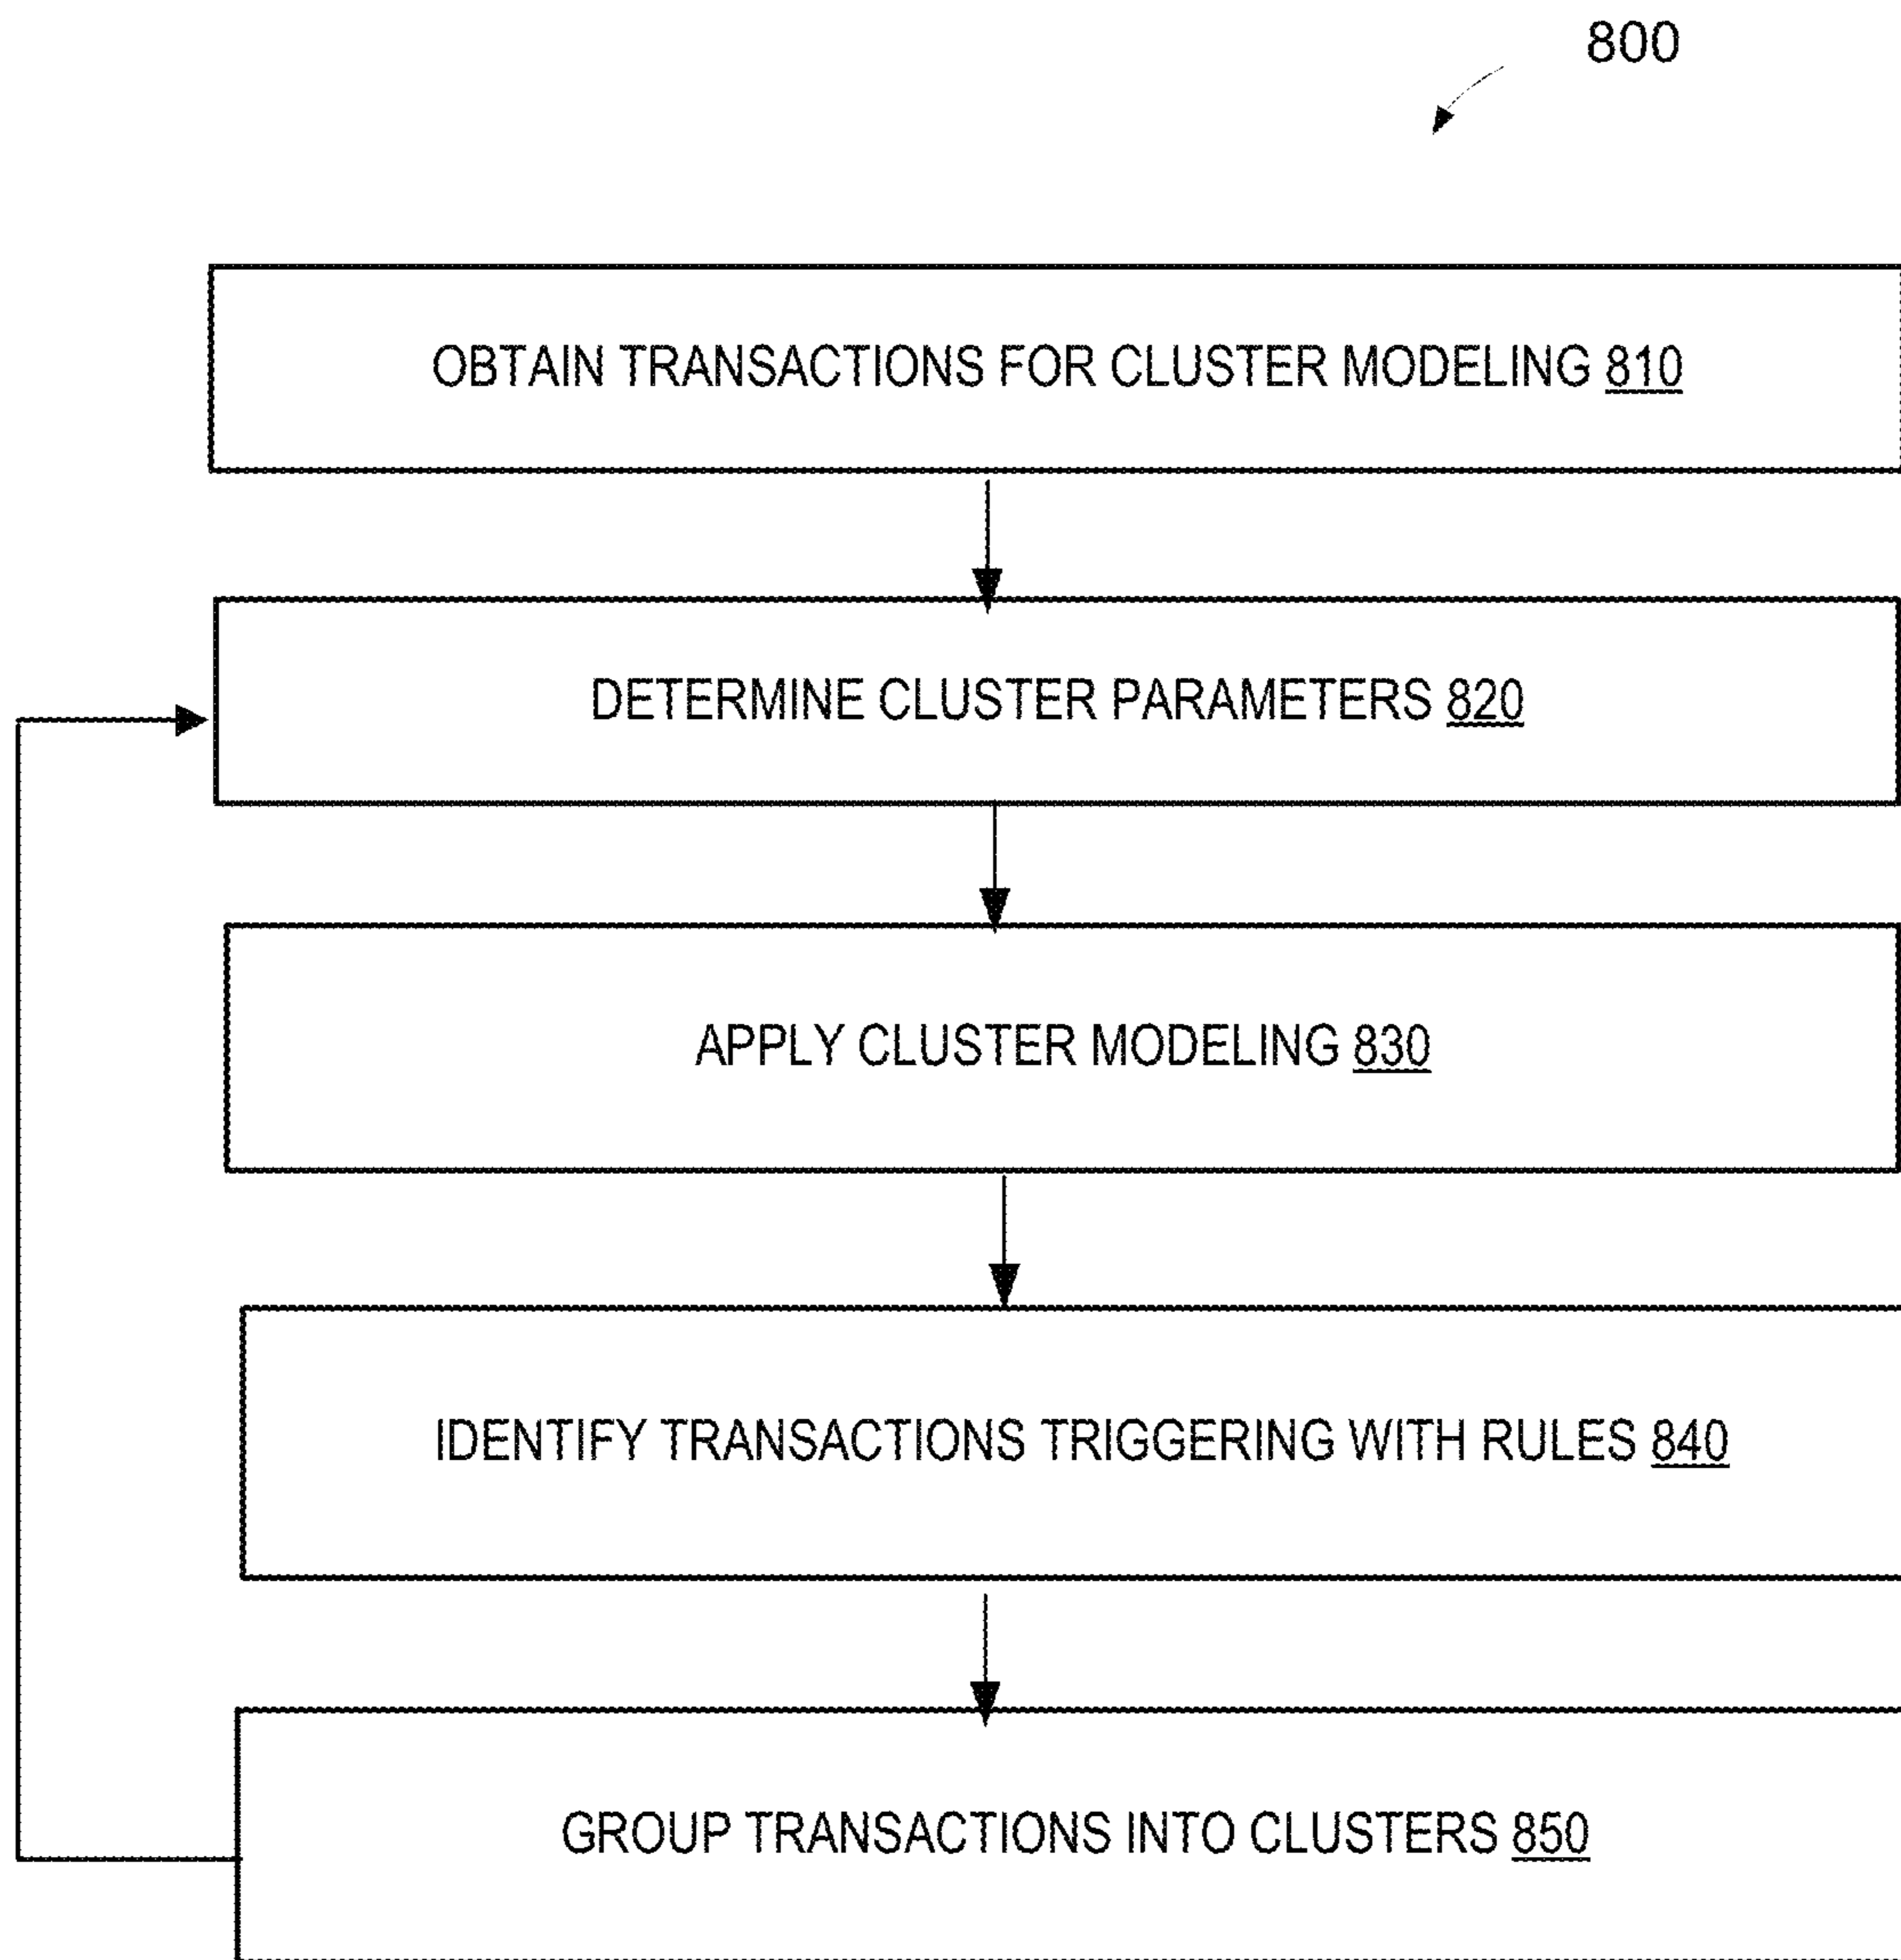 800
OBTAIN TRANSACTIONS FOR CLUSTER MODELING 810
DETERMINE CLUSTER PARAMETERS 820
APPLY CLUSTER MODELING 830
IDENTIFY TRANSACTIONS TRIGGERING WITH RULES 840
GROUP TRANSACTIONS INTO CLUSTERS 850